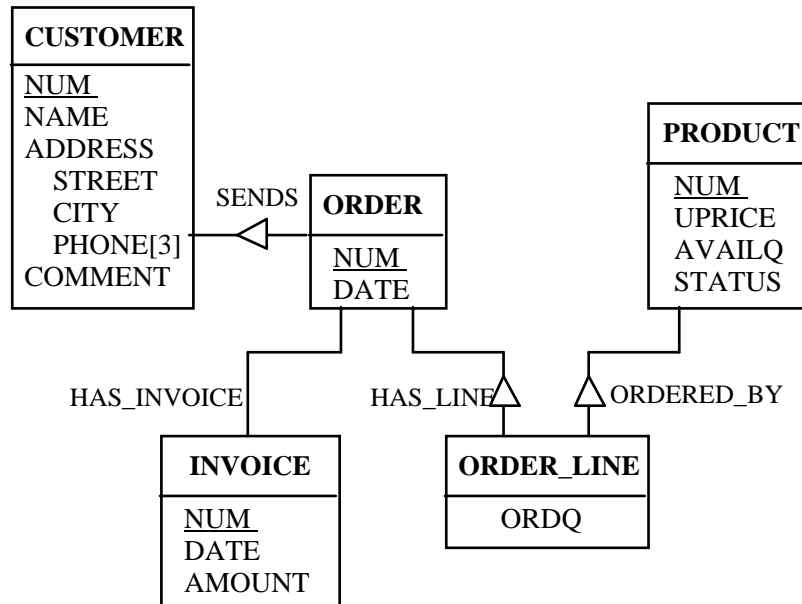 CUSTOMER
NUM
NAME
ADDRESS
STREET
CITY
PHONE[3]
COMMENT
SENDS
ORDER
NUM
DATE
PRODUCT
NUM
UPRICE
AVAILQ
STATUS
HAS_INVOICE
HAS_LINE
ORDERED_BY
INVOICE
NUM
DATE
AMOUNT
ORDER_LINE
ORDQ